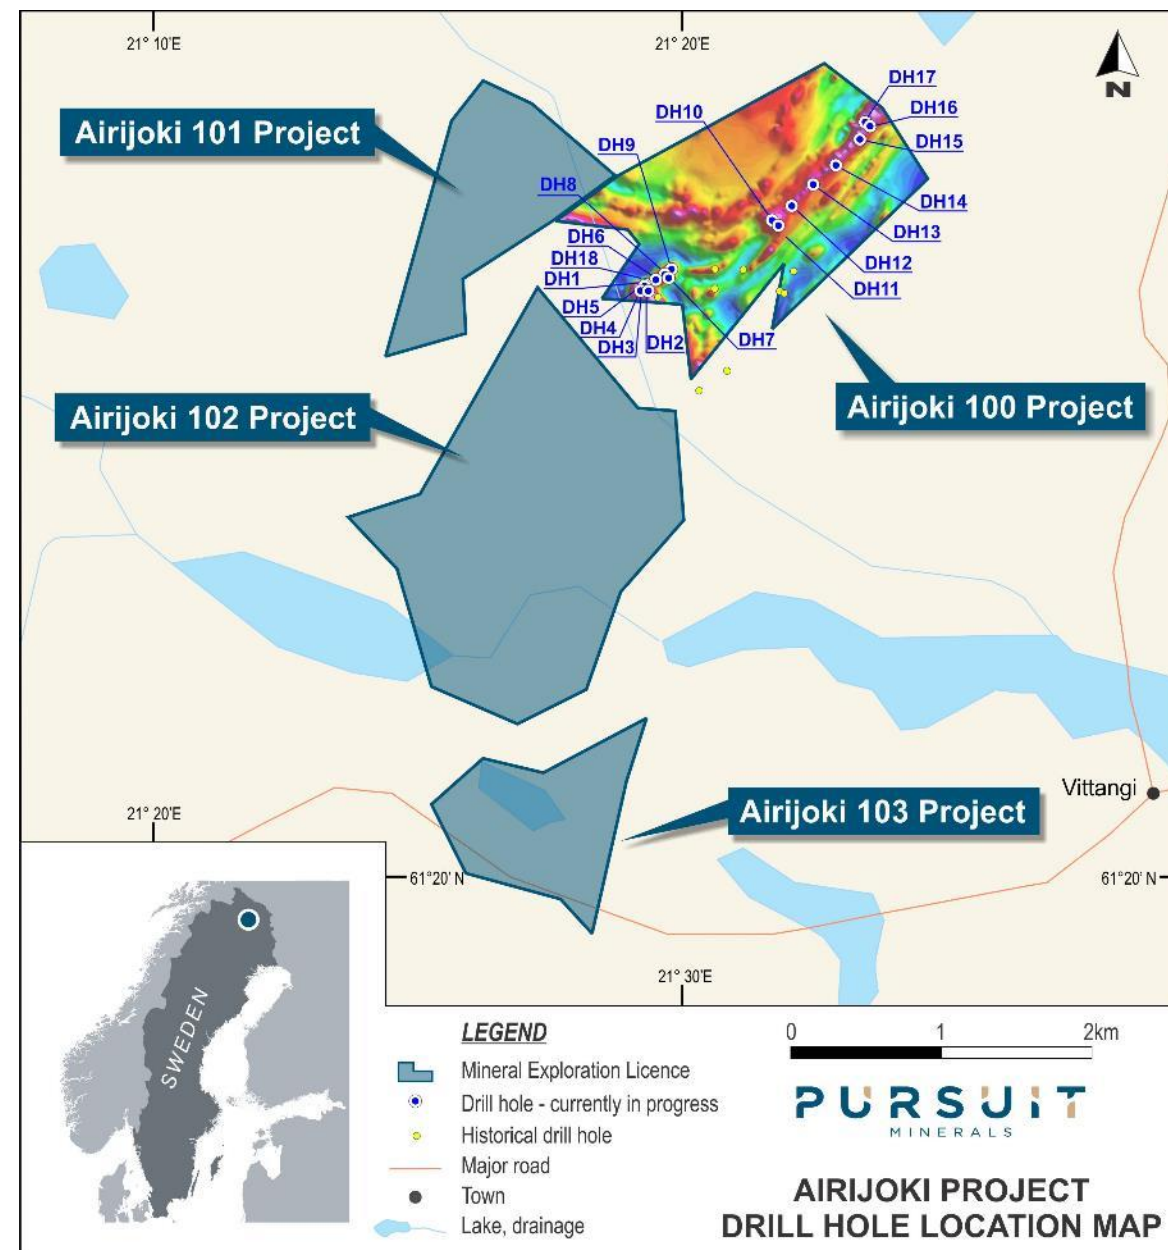 21° 10'E
21° 20'E
N
Airijoki 101 Project
DH17
DH16
DH10
DH15
DH9
DH14
DH8
DH13
DH6
DH18
DH12
DH1
DH11
DH5
DH4
DH2
DH7
DH3
Airijoki 100 Project
Airijoki 102 Project
Vittangi
Airijoki 103 Project
21° 20'E
61°20' N
61°20' N
21° 30'E
SWEDEN
LEGEND
Mineral Exploration Licence
Drill hole - currently in progress
Historical drill hole
Major road
Town
Lake, drainage
0 1 2km
PURSUIT
MINERALS
AIRIJOKI PROJECT
DRILL HOLE LOCATION MAP